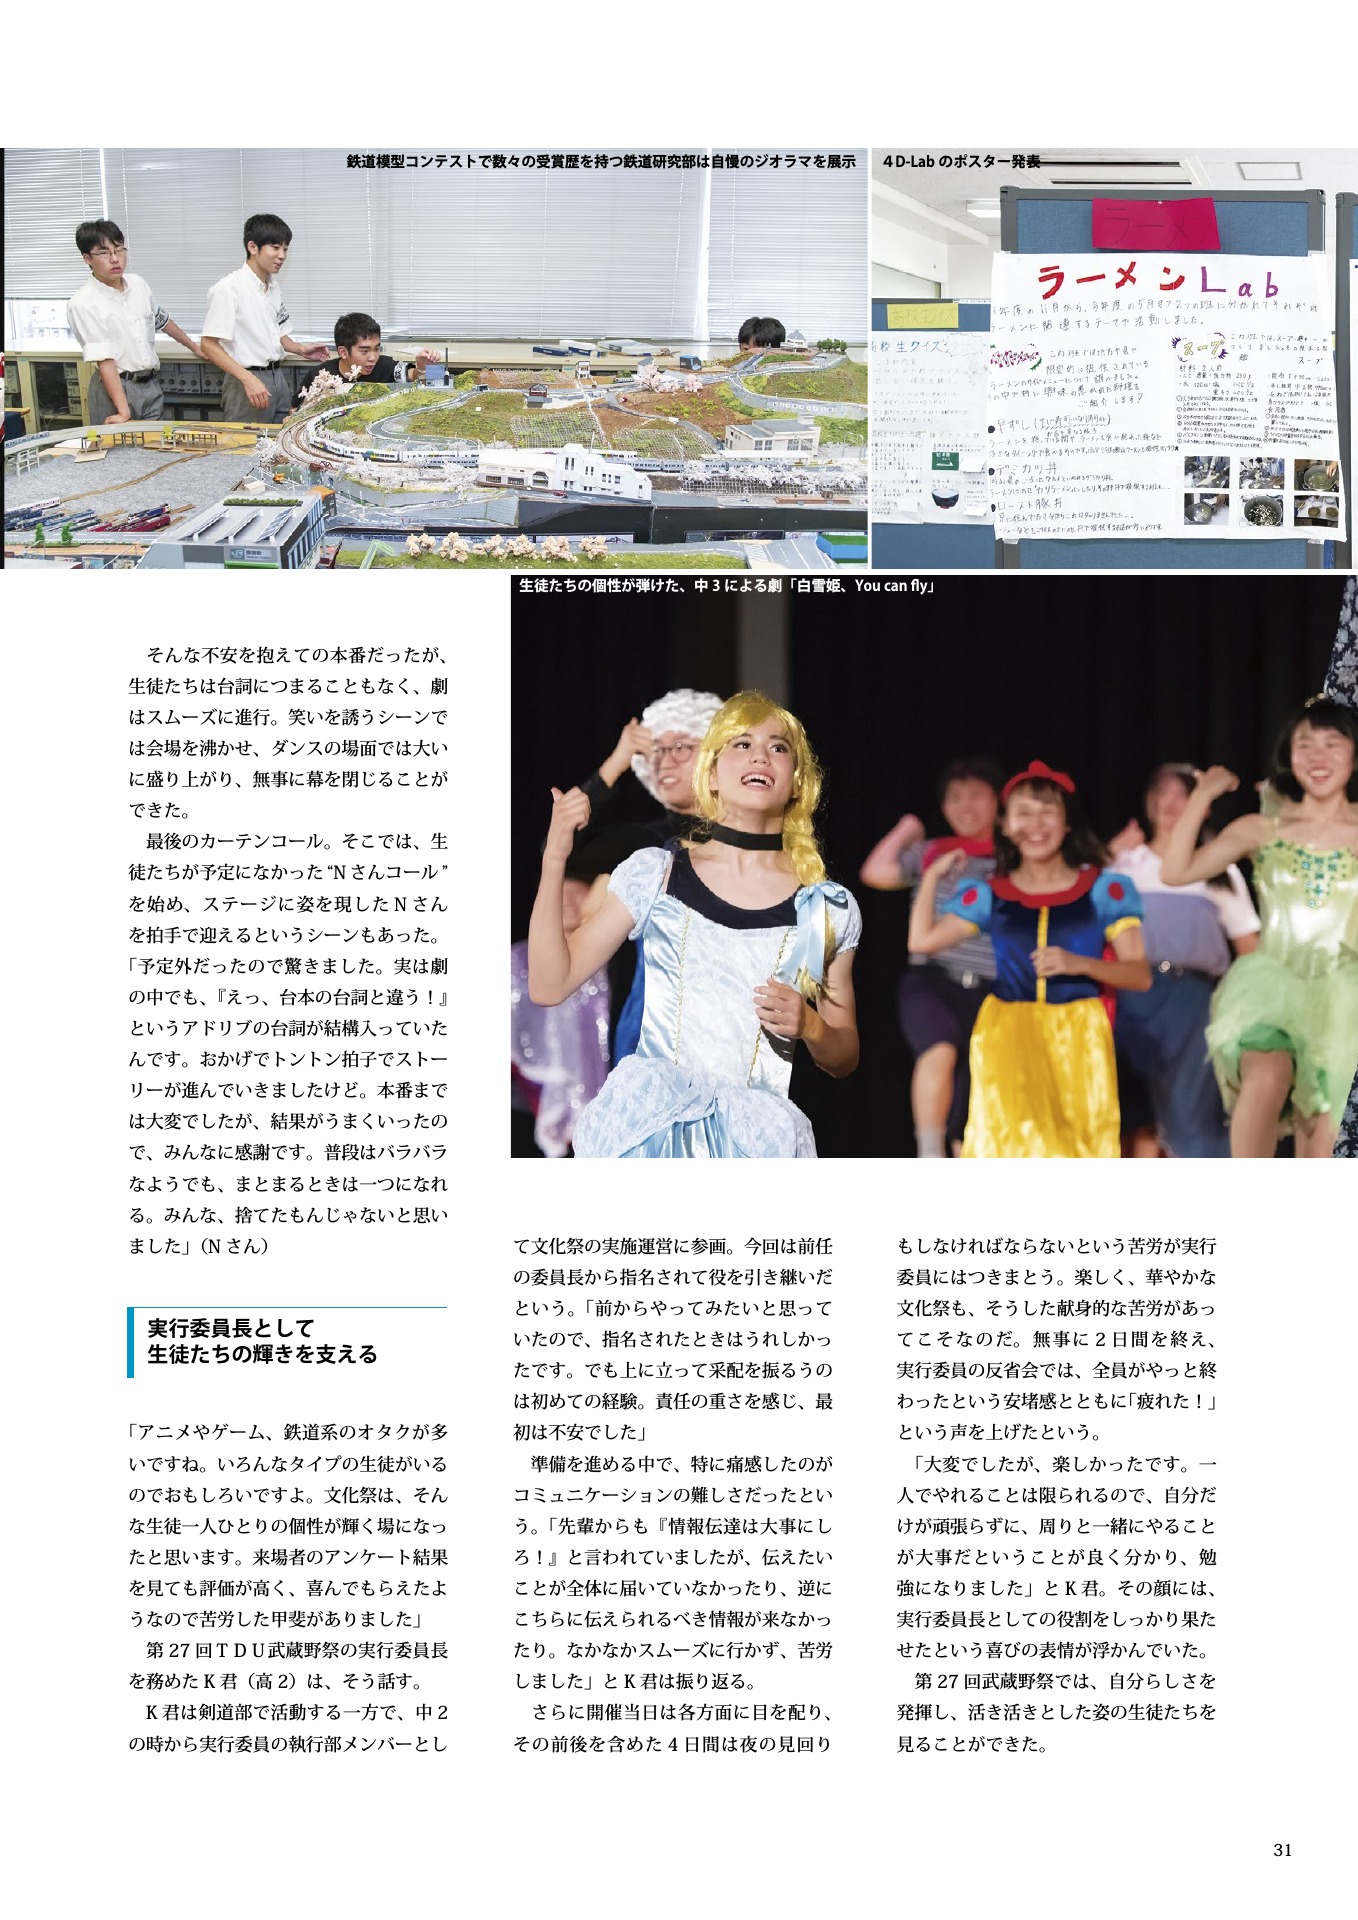 鉄道模型コンテストで数々の受賞歴を持つ鉄道研究部は自慢のジオラマを展示
４D-Lab のポスター発表
ラーメン
ラーメンLab
年度の11月から、今年度の5月まで2つの班に分かれてそれぞれ
ラーメンに関連するテーマで活動しました。
スープ
生徒たちの個性が弾けた、中 3 による劇「白雪姫、You can fly」
そんな不安を抱えての本番だったが、
生徒たちは台詞につまることもなく、劇
はスムーズに進行。笑いを誘うシーンで
は会場を沸かせ、ダンスの場面では大い
に盛り上がり、無事に幕を閉じることが
できた。
最後のカーテンコール。そこでは、生
徒たちが予定になかった “N さんコール”
を始め、ステージに姿を現した N さん
を拍手で迎えるというシーンもあった。
「予定外だったので驚きました。実は劇
の中でも、『えっ、台本の台詞と違う！』
というアドリブの台詞が結構入っていた
んです。おかげでトントン拍子でストー
リーが進んでいきましたけど。本番まで
は大変でしたが、結果がうまくいったの
で、みんなに感謝です。普段はバラバラ
なようでも、まとまるときは一つになれ
る。みんな、捨てたもんじゃないと思い
ました」（N さん）
実行委員長として
生徒たちの輝きを支える
「アニメやゲーム、鉄道系のオタクが多
いですね。いろんなタイプの生徒がいる
のでおもしろいですよ。文化祭は、そん
な生徒一人ひとりの個性が輝く場になっ
たと思います。来場者のアンケート結果
を見ても評価が高く、喜んでもらえたよ
うなので苦労した甲斐がありました」
第 27 回ＴＤＵ武蔵野祭の実行委員長
を務めた K 君（高 2）は、そう話す。
K 君は剣道部で活動する一方で、中 2
の時から実行委員の執行部メンバーとし
て文化祭の実施運営に参画。今回は前任
の委員長から指名されて役を引き継いだ
という。「前からやってみたいと思って
いたので、指名されたときはうれしかっ
たです。でも上に立って采配を振るうの
は初めての経験。責任の重さを感じ、最
初は不安でした」
準備を進める中で、特に痛感したのが
コミュニケーションの難しさだったとい
う。「先輩からも『情報伝達は大事にし
ろ！』と言われていましたが、伝えたい
ことが全体に届いていなかったり、逆に
こちらに伝えられるべき情報が来なかっ
たり。なかなかスムーズに行かず、苦労
しました」と K 君は振り返る。
さらに開催当日は各方面に目を配り、
その前後を含めた 4 日間は夜の見回り
もしなければならないという苦労が実行
委員にはつきまとう。楽しく、華やかな
文化祭も、そうした献身的な苦労があっ
てこそなのだ。無事に 2 日間を終え、
実行委員の反省会では、全員がやっと終
わったという安堵感とともに「疲れた！」
という声を上げたという。
「大変でしたが、楽しかったです。一
人でやれることは限られるので、自分だ
けが頑張らずに、周りと一緒にやること
が大事だということが良く分かり、勉
強になりました」と K 君。その顔には、
実行委員長としての役割をしっかり果た
せたという喜びの表情が浮かんでいた。
第 27 回武蔵野祭では、自分らしさを
発揮し、活き活きとした姿の生徒たちを
見ることができた。
31